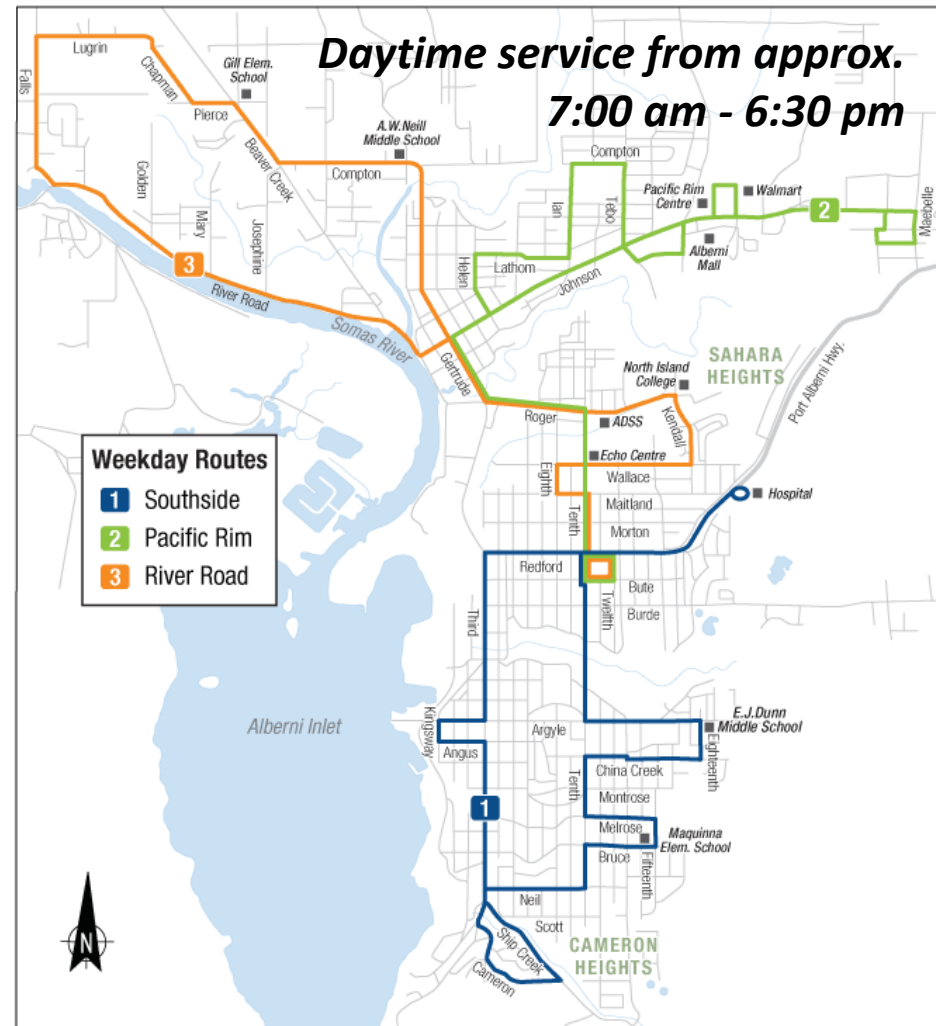 Daytime service from approx.
7:00 am - 6:30 pm
Lugrin
Falls
Chapman
Gill Elem.
School
Pierce
Beaver Creek
A.W.Neill
Middle School
Compton
Golden
Mary
Josephine
3
River Road
Somas River
Compton
Ian
Tebo
Pacific Rim
Centre
Walmart
2
Maebelle
Alberni
Mall
Helen
Lathom
Johnson
Gertrude
SAHARA
HEIGHTS
North Island
College
Port Alberni Hwy.
Kendall
Roger
ADSS
Echo Centre
Eighth
Wallace
Hospital
Maitland
Tenth
Morton
Weekday Routes
1 Southside
2 Pacific Rim
3 River Road
Redford
Bute
Twelfth
Burde
Third
Alberni Inlet
Kingsway
Argyle
E.J.Dunn
Middle School
Eighteenth
Angus
China Creek
Tenth
Montrose
1
Melrose
Maquinna
Elem. School
Bruce
Fifteenth
Neil
Scott
Ship Creek
Cameron
CAMERON
HEIGHTS
N